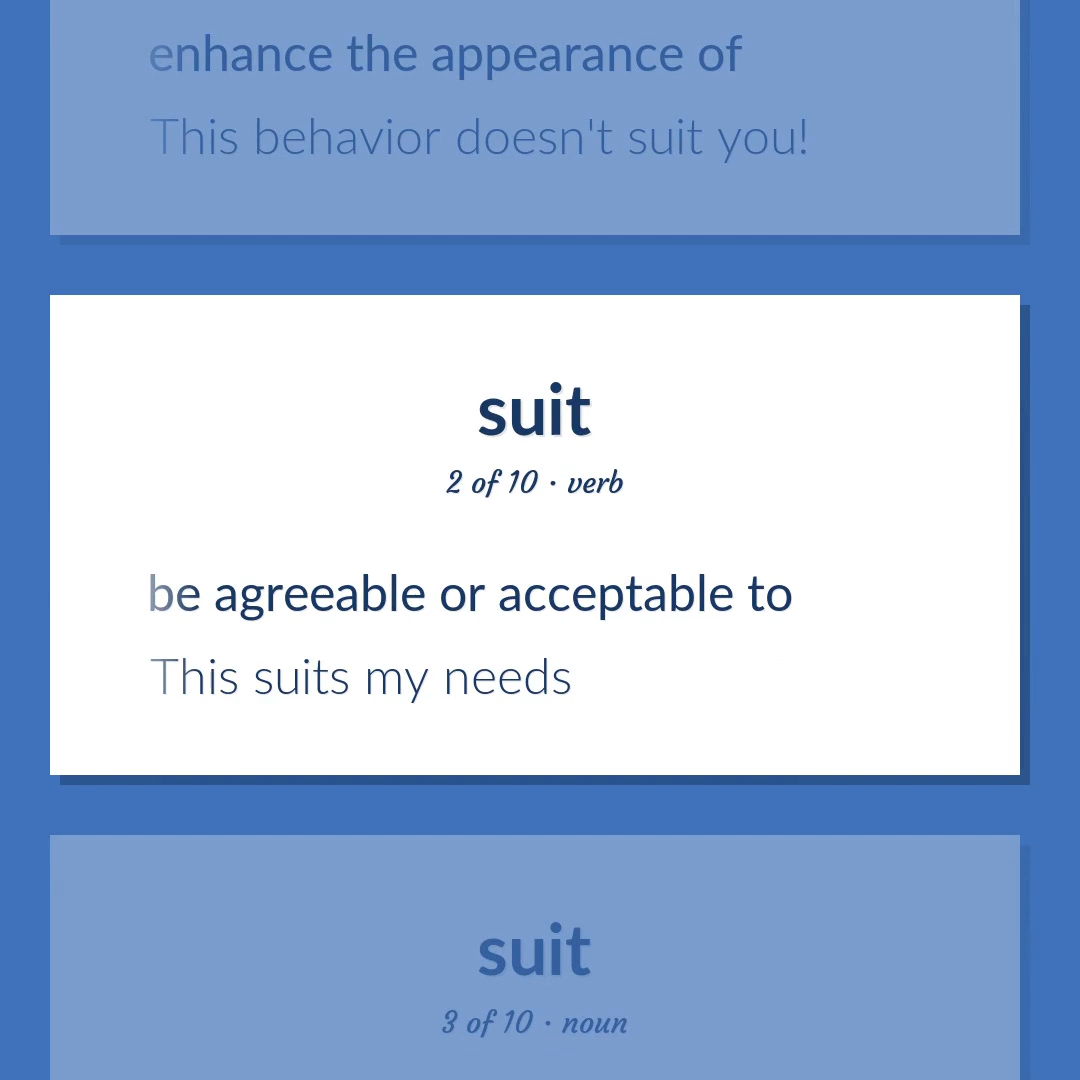 enhance the appearance of
This behavior doesn't suit you!
suit
2 of 10 · verb
be agreeable or acceptable to
This suits my needs
suit
3 of 10 · noun